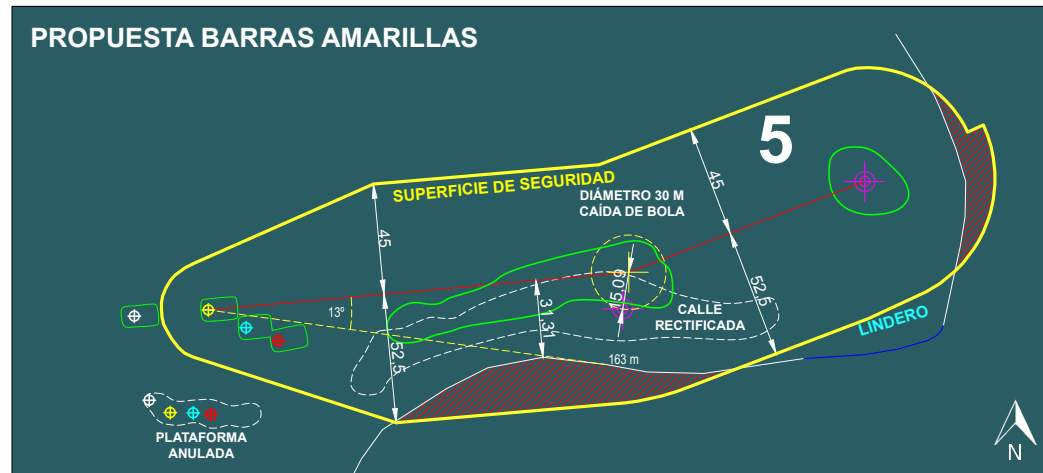 PROPUESTA BARRAS AMARILLAS
5
SUPERFICIE DE SEGURIDAD
DIÁMETRO 30 M
CAÍDA DE BOLA
45
45
15,09
13º
31,31
52,5
52,5
CALLE
RECTIFICADA
LINDERO
163 m
PLATAFORMA
ANULADA
N